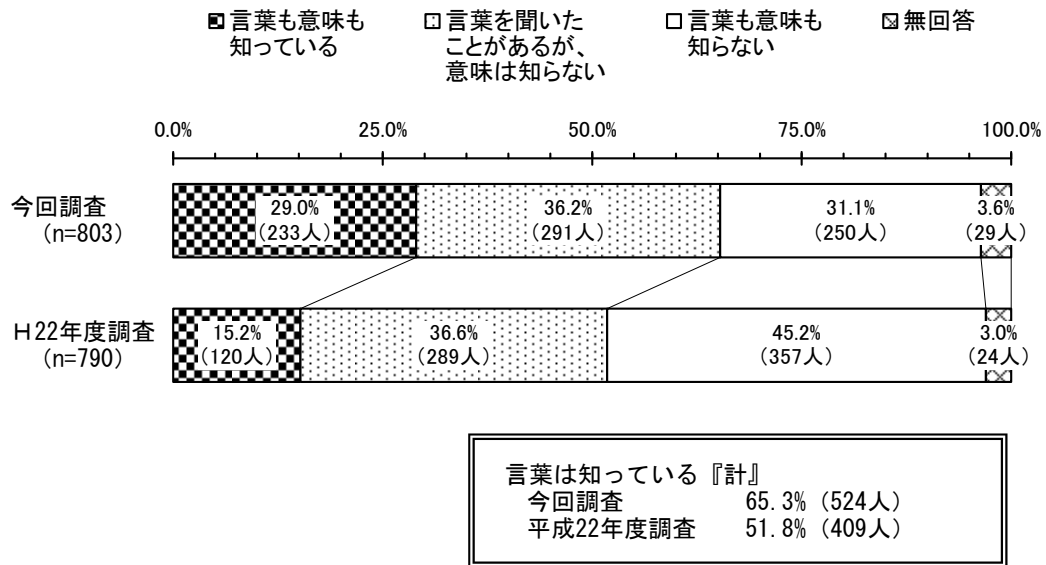 言葉も意味も
知っている
言葉を聞いた
ことがあるが、
意味は知らない
言葉も意味も
知らない
無回答
0.0% 25.0% 50.0% 75.0% 100.0%
今回調査
(n=803)
29.0% 36.2% 31.1% 3.6%
(233人) (291人) (250人) (29人)
H22年度調査
(n=790)
15.2% 36.6% 45.2% 3.0%
(120人) (289人) (357人) (24人)
言葉は知っている『計』
今回調査 65.3% (524人)
平成22年度調査 51.8% (409人)